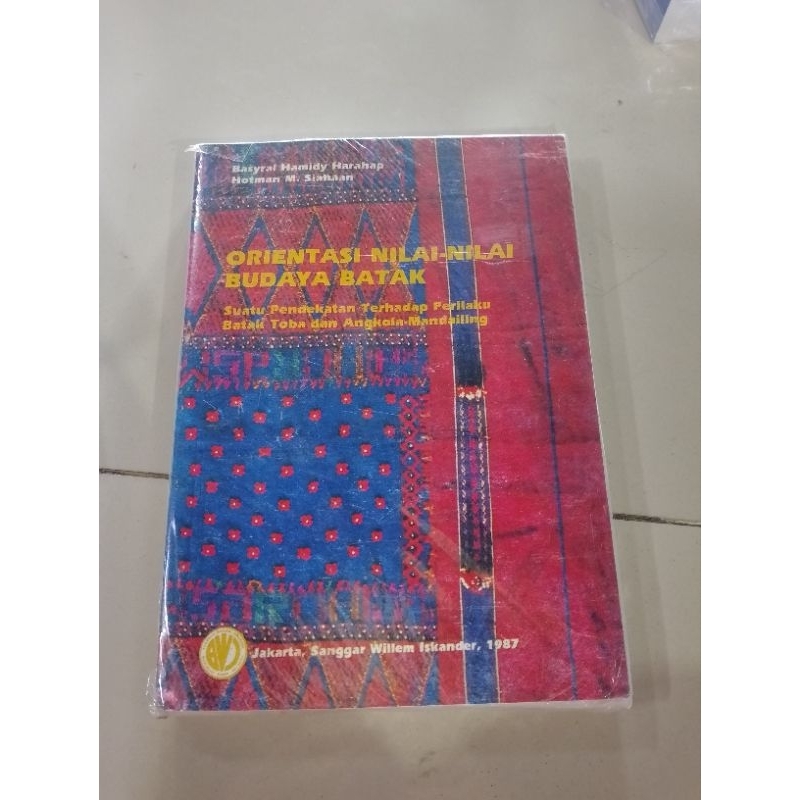 Basyral Hamidy Harahap
Hotman M. Siahaan
ORIENTASI NILAI-NILAI
BUDAYA BATAK
Suatu Pendekatan Terhadap Perilaku
Batak Toba dan Angkola-Mandailing
Jakarta, Sanggar Willem Iskander, 1987